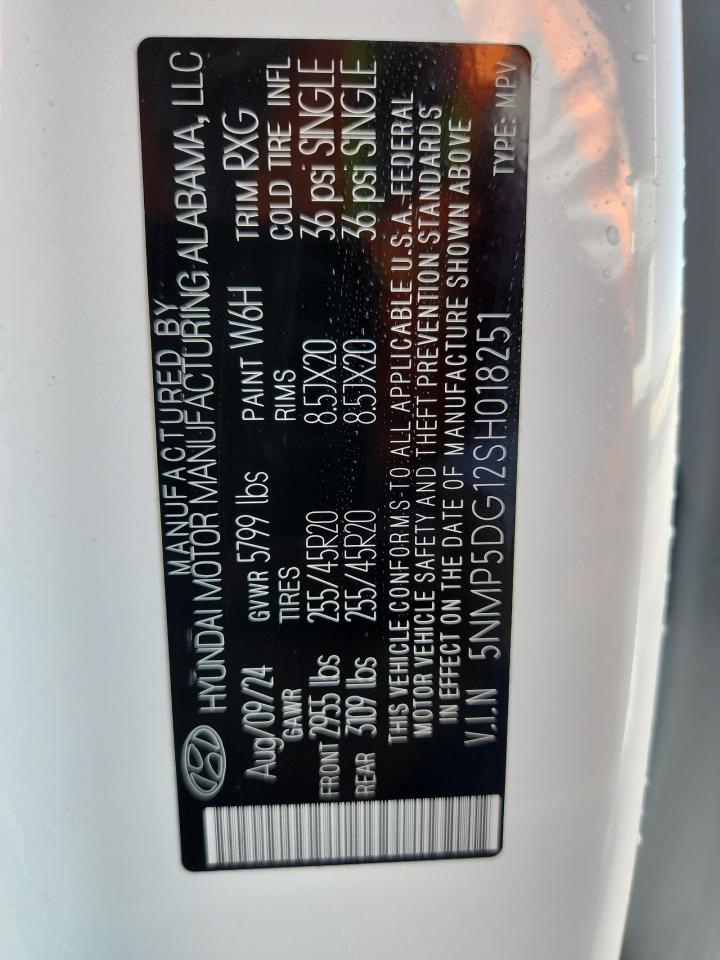 MANUFACTURED BY
HYUNDAI MOTOR MANUFACTURING ALABAMA, LLC
Aug/09/24 GVWR 5799 lbs PAINT W6H TRIM RXG
GAWR TIRES RIMS COLD TIRE INFL
FRONT 2955 lbs 255/45R20 8.5JX20 36 psi SINGLE
REAR 3109 lbs 255/45R20 8.5JX20 36 psi SINGLE
THIS VEHICLE CONFORMS TO ALL APPLICABLE U.S.A. FEDERAL
MOTOR VEHICLE SAFETY AND THEFT PREVENTION STANDARDS
IN EFFECT ON THE DATE OF MANUFACTURE SHOWN ABOVE
V.I.N 5NMP5DG12SH018251 TYPE: MPV